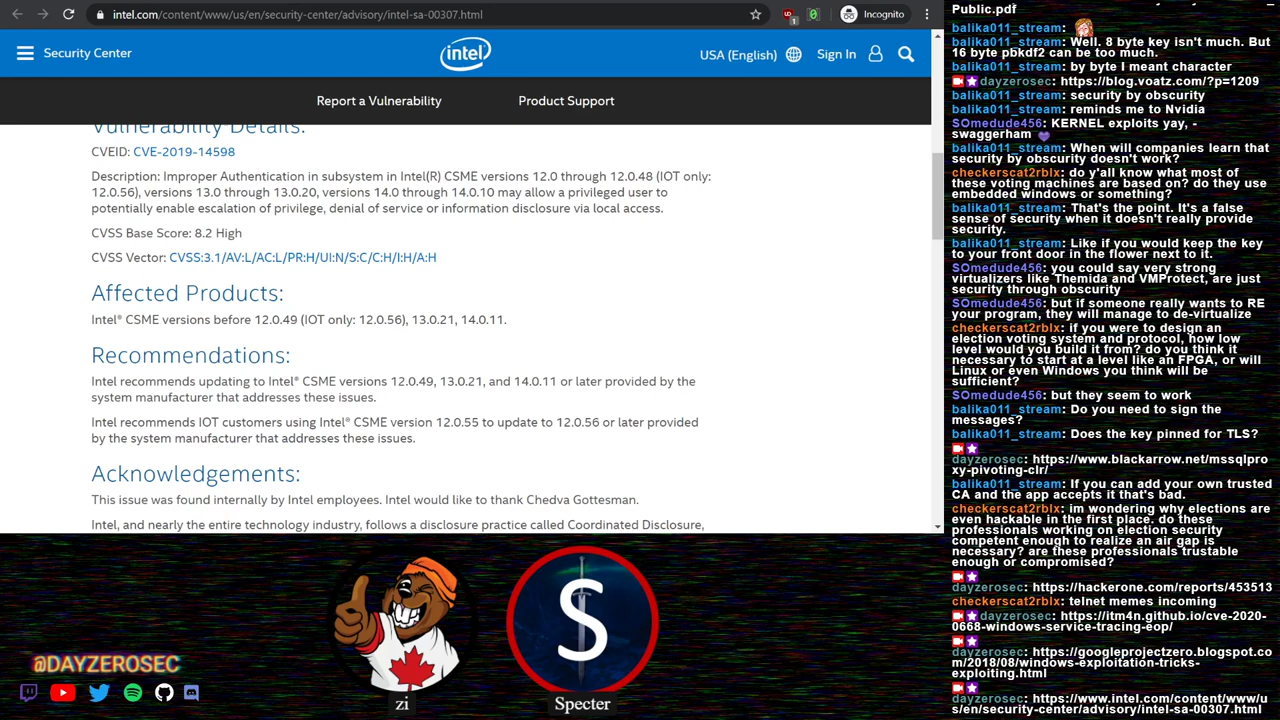 intel.com/content/www/us/en/security-center/advisory/intel-sa-00307.html
1
Incognito
Security Center
intel
USA (English)
Sign In
Report a Vulnerability
Product Support
Vulnerability Details:
CVEID: CVE-2019-14598
Description: Improper Authentication in subsystem in Intel(R) CSME versions 12.0 through 12.0.48 (IOT only:
12.0.56), versions 13.0 through 13.0.20, versions 14.0 through 14.0.10 may allow a privileged user to
potentially enable escalation of privilege, denial of service or information disclosure via local access.
CVSS Base Score: 8.2 High
CVSS Vector: CVSS:3.1/AV:L/AC:L/PR:H/UI:N/S:C/C:H/I:H/A:H
Affected Products:
Intel® CSME versions before 12.0.49 (IOT only: 12.0.56), 13.0.21, 14.0.11.
Recommendations:
Intel recommends updating to Intel® CSME versions 12.0.49, 13.0.21, and 14.0.11 or later provided by the
system manufacturer that addresses these issues.
Intel recommends IOT customers using Intel® CSME version 12.0.55 to update to 12.0.56 or later provided
by the system manufacturer that addresses these issues.
Acknowledgements:
This issue was found internally by Intel employees. Intel would like to thank Chedva Gottesman.
Intel, and nearly the entire technology industry, follows a disclosure practice called Coordinated Disclosure,
@DAYZEROSEC
zi
S
Specter
Public.pdf
balika011_stream:
balika011_stream: Well. 8 byte key isn't much. But
16 byte pbkdf2 can be too much.
balika011_stream: by byte I meant character
dayzerosec: https://blog.voatz.com/?p=1209
balika011_stream: security by obscurity
balika011_stream: reminds me to Nvidia
SOmedude456: KERNEL exploits yay, -
swaggerham
balika011_stream: When will companies learn that
security by obscurity doesn't work?
checkerscat2rblx: do y'all know what most of
these voting machines are based on? do they use
embedded windows or something?
balika011_stream: That's the point. It's a false
sense of security when it doesn't really provide
security.
balika011_stream: Like if you would keep the key
to your front door in the flower next to it.
SOmedude456: you could say very strong
virtualizers like Themida and VMProtect, are just
security through obscurity
SOmedude456: but if someone really wants to RE
your program, they will manage to de-virtualize
checkerscat2rblx: if you were to design an
election voting system and protocol, how low
level would you build it from? do you think it
necessary to start at a level like an FPGA, or will
Linux or even Windows you think will be
sufficient?
SOmedude456: but they seem to work
balika011_stream: Do you need to sign the
messages?
balika011_stream: Does the key pinned for TLS?
dayzerosec: https://www.blackarrow.net/mssqlpro
xy-pivoting-clr/
balika011_stream: If you can add your own trusted
CA and the app accepts it that's bad.
checkerscat2rblx: im wondering why elections are
even hackable in the first place. do these
professionals working on election security
competent enough to realize an air gap is
necessary? are these professionals trustable
enough or compromised?
dayzerosec: https://hackerone.com/reports/453513
checkerscat2rblx: telnet memes incoming
dayzerosec: https://itm4n.github.io/cve-2020-
0668-windows-service-tracing-eop/
dayzerosec: https://googleprojectzero.blogspot.co
m/2018/08/windows-exploitation-tricks-
exploiting.html
dayzerosec: https://www.intel.com/content/www/u
s/en/security-center/advisory/intel-sa-00307.html